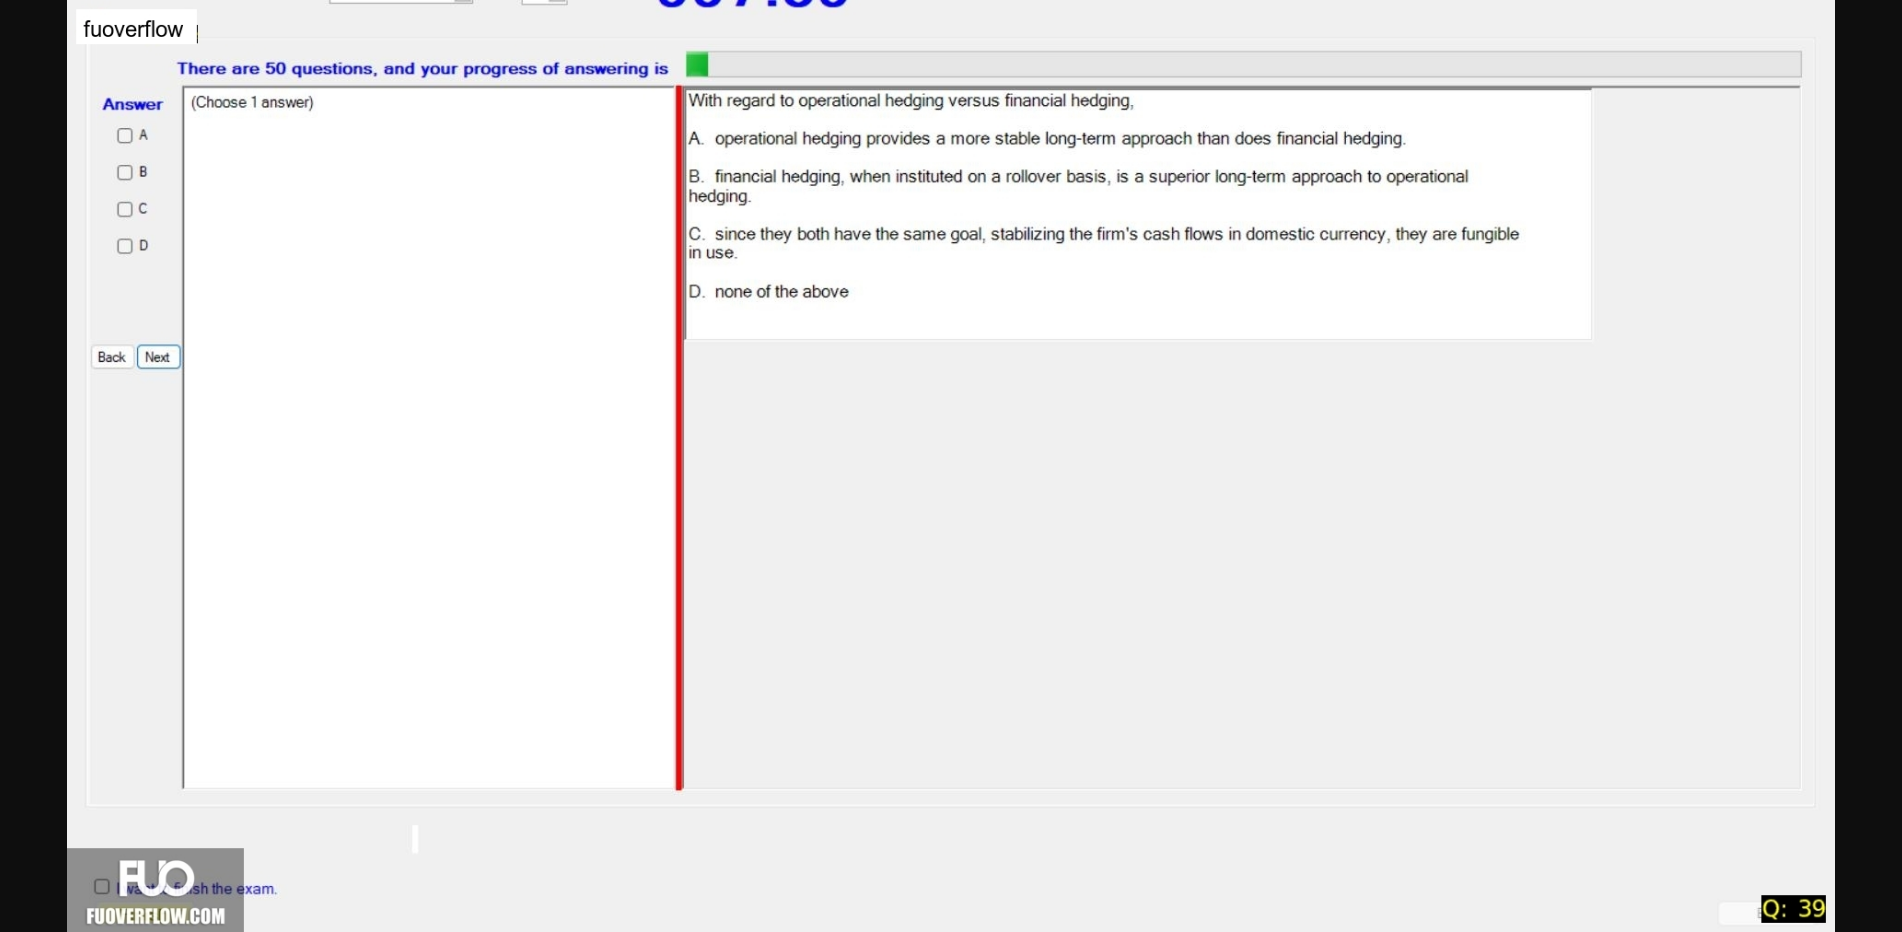 fuoverflow
There are 50 questions, and your progress of answering is
Answer
(Choose 1 answer)
A
B
C
D
Back Next
With regard to operational hedging versus financial hedging,
A. operational hedging provides a more stable long-term approach than does financial hedging.
B. financial hedging, when instituted on a rollover basis, is a superior long-term approach to operational
hedging.
C. since they both have the same goal, stabilizing the firm's cash flows in domestic currency, they are fungible
in use.
D. none of the above
FUO
the exam.
FUOVERFLOW.COM
Q: 39